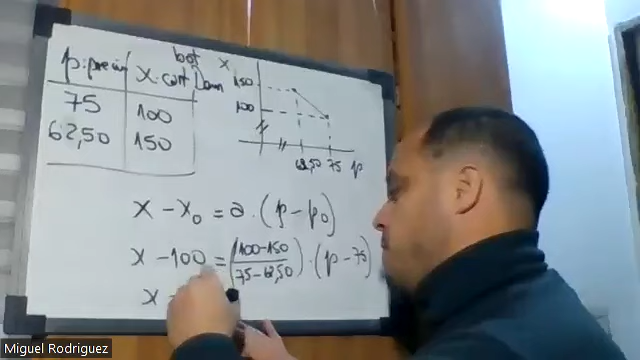 bot
p: precio x: cant Dem
75 100
62,50 150
x
150
100
62,50 75 p
x - x₀ = a · (p - p₀)
x - 100 = (100-150 / 75-62,50) · (p - 75)
x -
Miguel Rodriguez